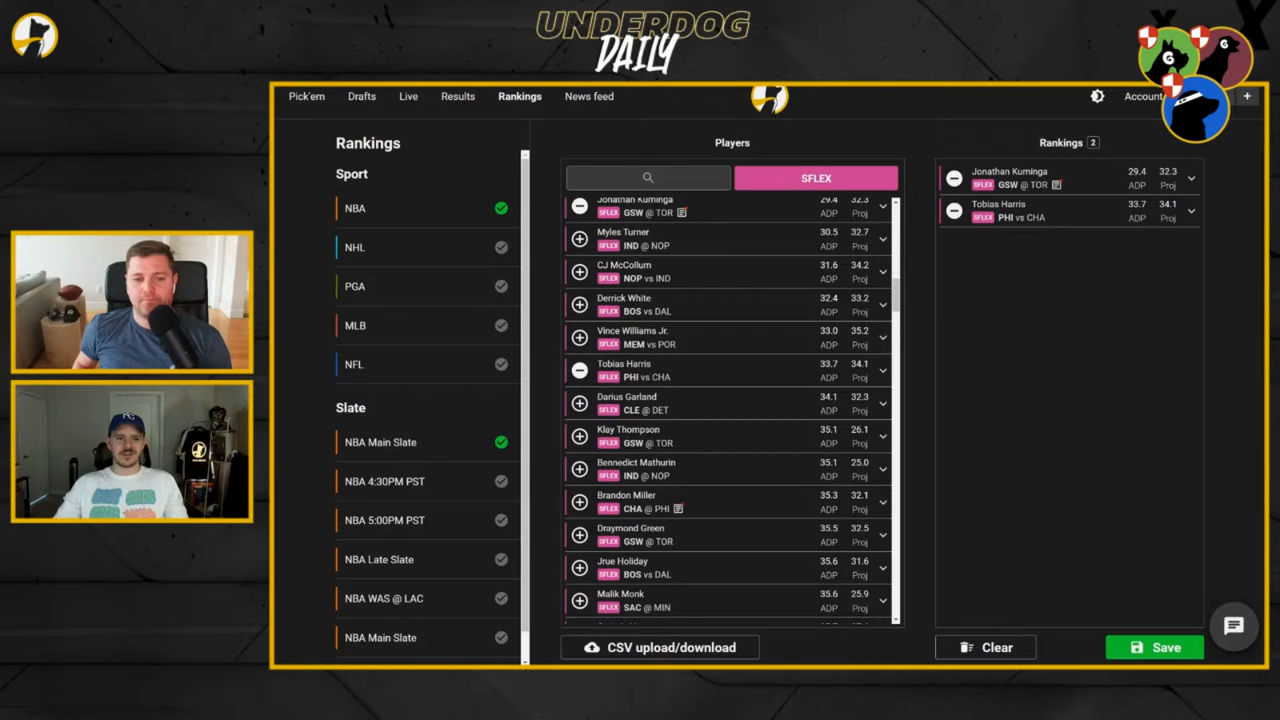 UNDERDOG
DAILY
Pick'em Drafts Live Results Rankings News feed
Account
Rankings
Sport
NBA
NHL
PGA
MLB
NFL
Slate
NBA Main Slate
NBA 4:30PM PST
NBA 5:00PM PST
NBA Late Slate
NBA WAS @ LAC
NBA Main Slate
Players
SFLEX
Jonathan Kuminga 29.4 32.3
SFLEX GSW @ TOR ADP Proj
Myles Turner 30.5 32.7
SFLEX IND @ NOP ADP Proj
CJ McCollum 31.6 34.2
SFLEX NOP vs IND ADP Proj
Derrick White 32.4 33.2
SFLEX BOS vs DAL ADP Proj
Vince Williams Jr. 33.0 35.2
SFLEX MEM vs POR ADP Proj
Tobias Harris 33.7 34.1
SFLEX PHI vs CHA ADP Proj
Darius Garland 34.1 32.3
SFLEX CLE @ DET ADP Proj
Klay Thompson 35.1 26.1
SFLEX GSW @ TOR ADP Proj
Bennedict Mathurin 35.1 25.0
SFLEX IND @ NOP ADP Proj
Brandon Miller 35.3 32.1
SFLEX CHA @ PHI ADP Proj
Draymond Green 35.5 32.5
SFLEX GSW @ TOR ADP Proj
Jrue Holiday 35.6 31.6
SFLEX BOS vs DAL ADP Proj
Malik Monk 35.6 25.9
SFLEX SAC @ MIN ADP Proj
CSV upload/download
Rankings 2
Jonathan Kuminga 29.4 32.3
SFLEX GSW @ TOR ADP Proj
Tobias Harris 33.7 34.1
SFLEX PHI vs CHA ADP Proj
Clear
Save
G
G